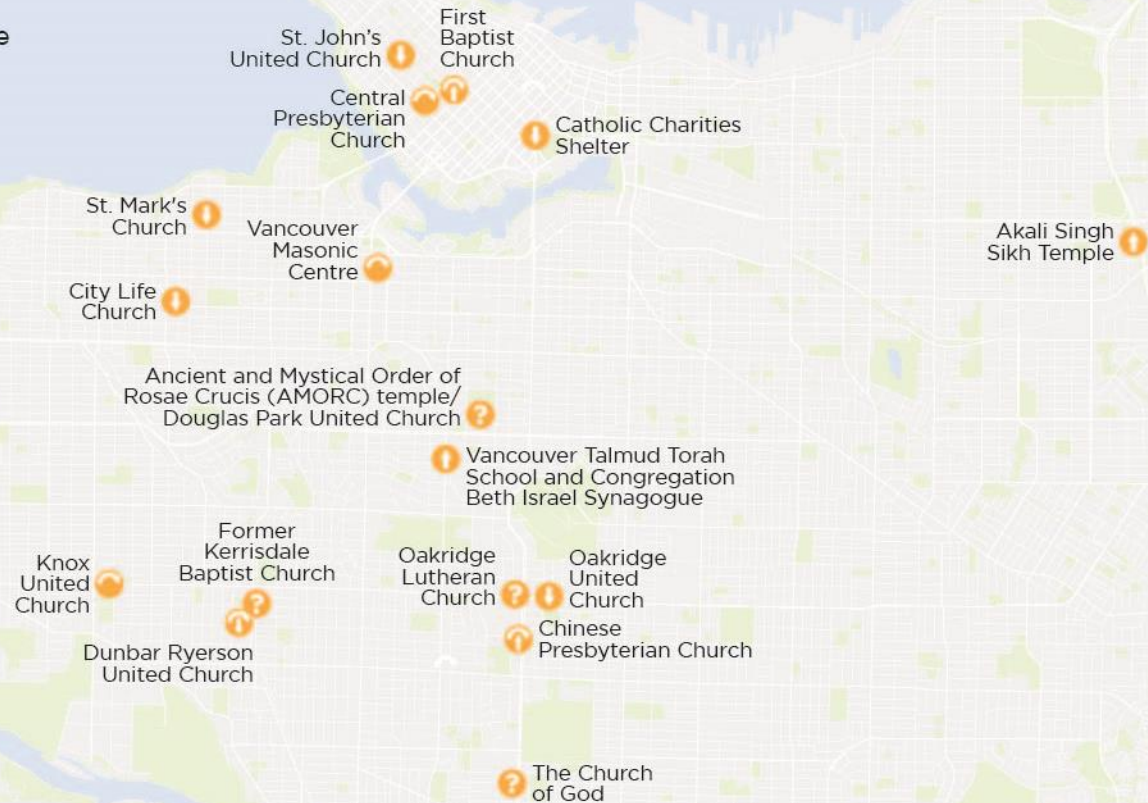 e
St. John's
United Church
First
Baptist
Church
Central
Presbyterian
Church
Catholic Charities
Shelter
St. Mark's
Church
Vancouver
Masonic
Centre
Akali Singh
Sikh Temple
City Life
Church
Ancient and Mystical Order of
Rosae Crucis (AMORC) temple/
Douglas Park United Church
?
Vancouver Talmud Torah
School and Congregation
Beth Israel Synagogue
Former
Kerrisdale
Baptist Church
?
Knox
United
Church
Oakridge
Lutheran
Church
?
Oakridge
United
Church
Chinese
Presbyterian Church
Dunbar Ryerson
United Church
?
The Church
of God